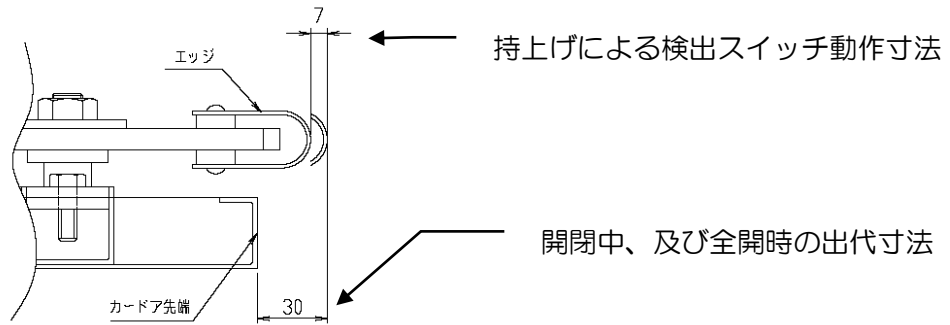 7
持上げによる検出スイッチ動作寸法
エッジ
開閉中、及び全開時の出代寸法
カードア先端
30